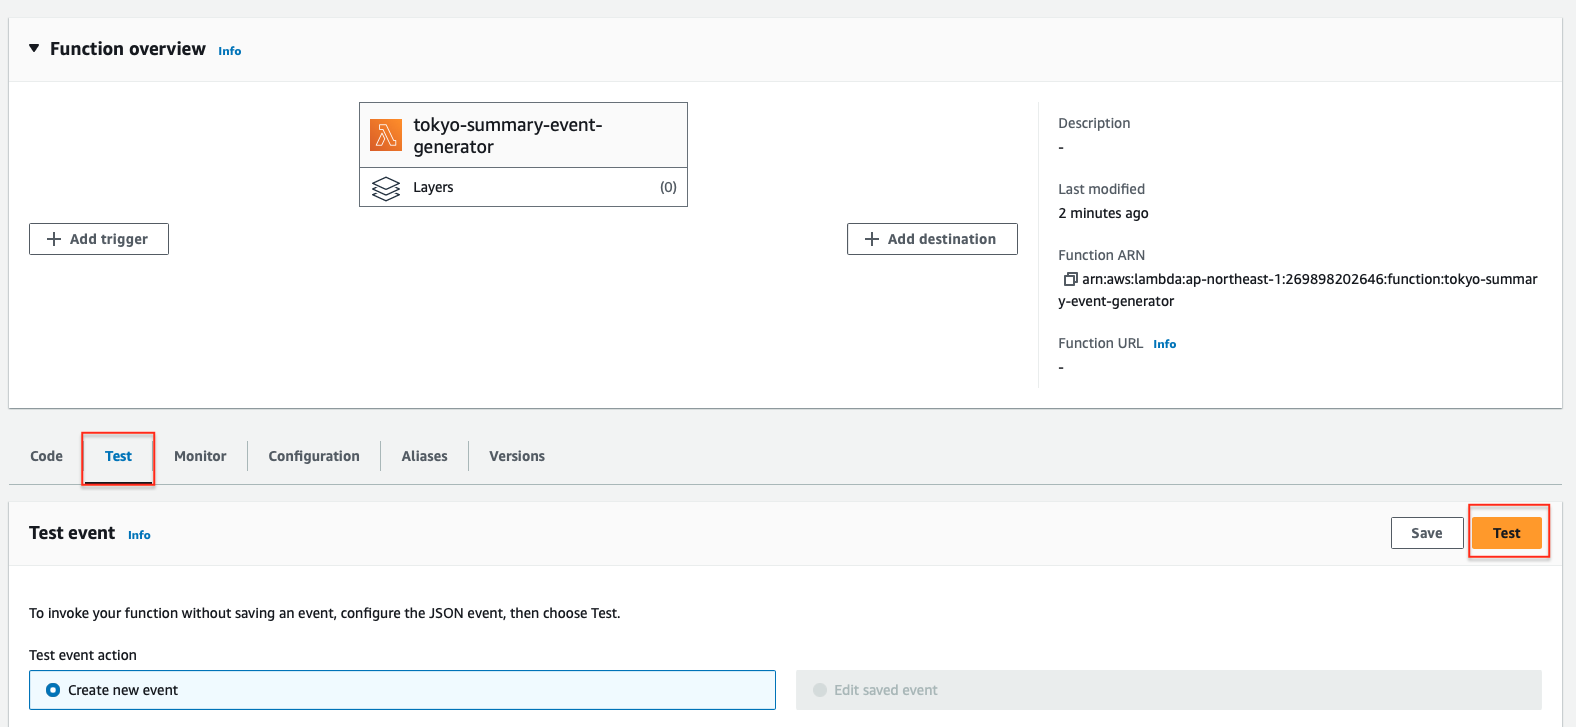 Function overview Info
tokyo-summary-event-
generator
Layers (0)
Add trigger
Add destination
Description
-
Last modified
2 minutes ago
Function ARN
arn:aws:lambda:ap-northeast-1:269898202646:function:tokyo-summar
y-event-generator
Function URL Info
-
Code Test Monitor Configuration Aliases Versions
Test event Info
Save Test
To invoke your function without saving an event, configure the JSON event, then choose Test.
Test event action
Create new event
Edit saved event